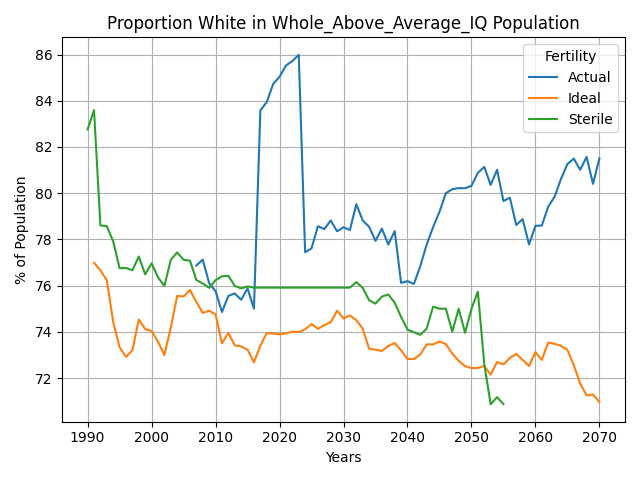 Proportion White in Whole_Above_Average_IQ Population
% of Population
86
84
82
80
78
76
74
72
Fertility
Actual
Ideal
Sterile
1990 2000 2010 2020 2030 2040 2050 2060 2070
Years